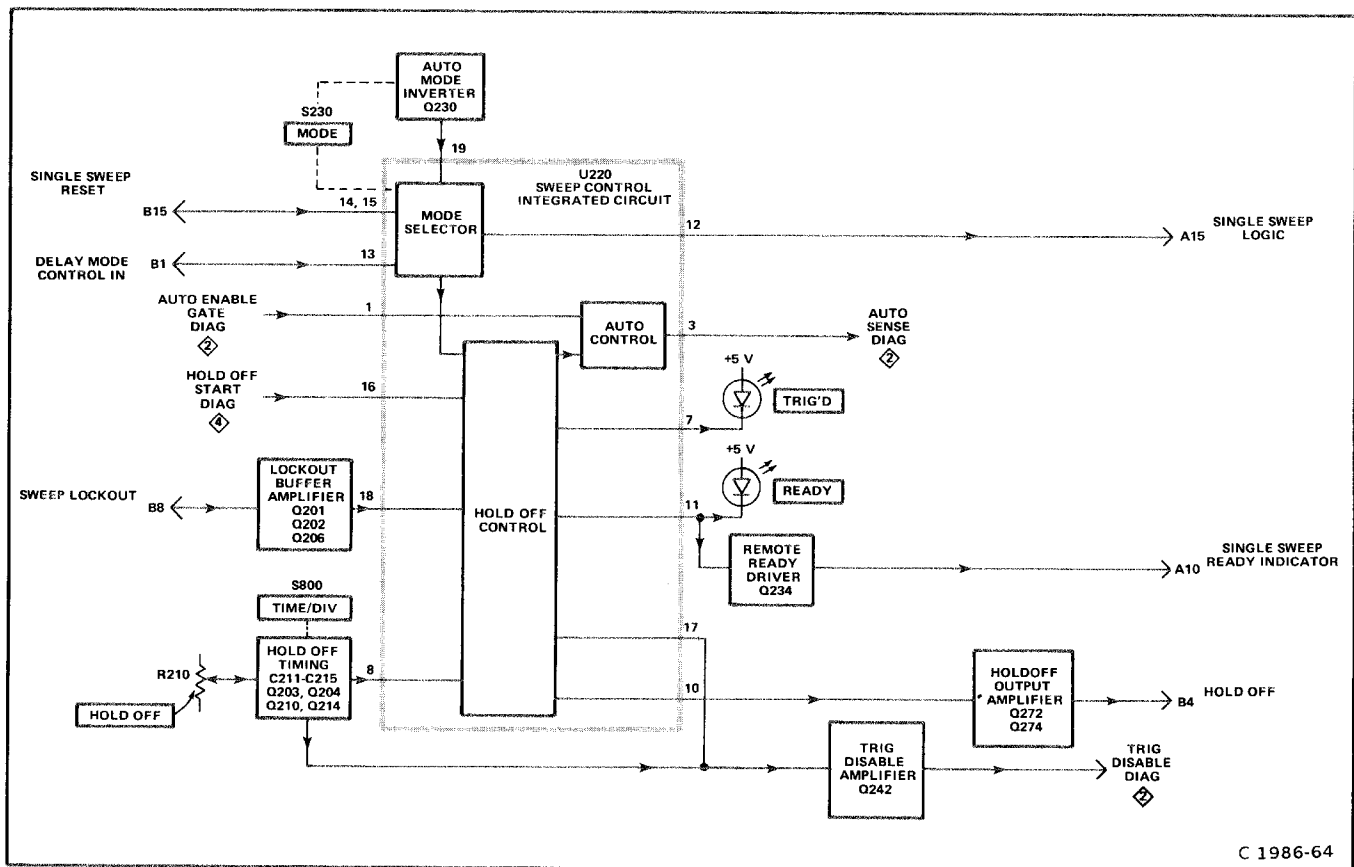 AUTO
MODE
INVERTER
Q230
S230
MODE
19
U220
SWEEP CONTROL
INTEGRATED CIRCUIT
SINGLE SWEEP
RESET
B15
14, 15
MODE
SELECTOR
12
A15
SINGLE SWEEP
LOGIC
DELAY MODE
CONTROL IN
B1
13
AUTO ENABLE
GATE
DIAG
2
1
AUTO
CONTROL
3
AUTO
SENSE
DIAG
2
HOLD OFF
START
DIAG
4
16
+5 V
TRIG'D
7
+5 V
READY
11
SWEEP LOCKOUT
B8
LOCKOUT
BUFFER
AMPLIFIER
Q201
Q202
Q206
18
HOLD OFF
CONTROL
REMOTE
READY
DRIVER
Q234
A10
SINGLE SWEEP
READY INDICATOR
S800
TIME/DIV
R210
HOLD OFF
HOLD OFF
TIMING
C211-C215
Q203, Q204
Q210, Q214
8
17
10
HOLDOFF
OUTPUT
AMPLIFIER
Q272
Q274
B4
HOLD OFF
TRIG
DISABLE
AMPLIFIER
Q242
TRIG
DISABLE
DIAG
2
C 1986-64